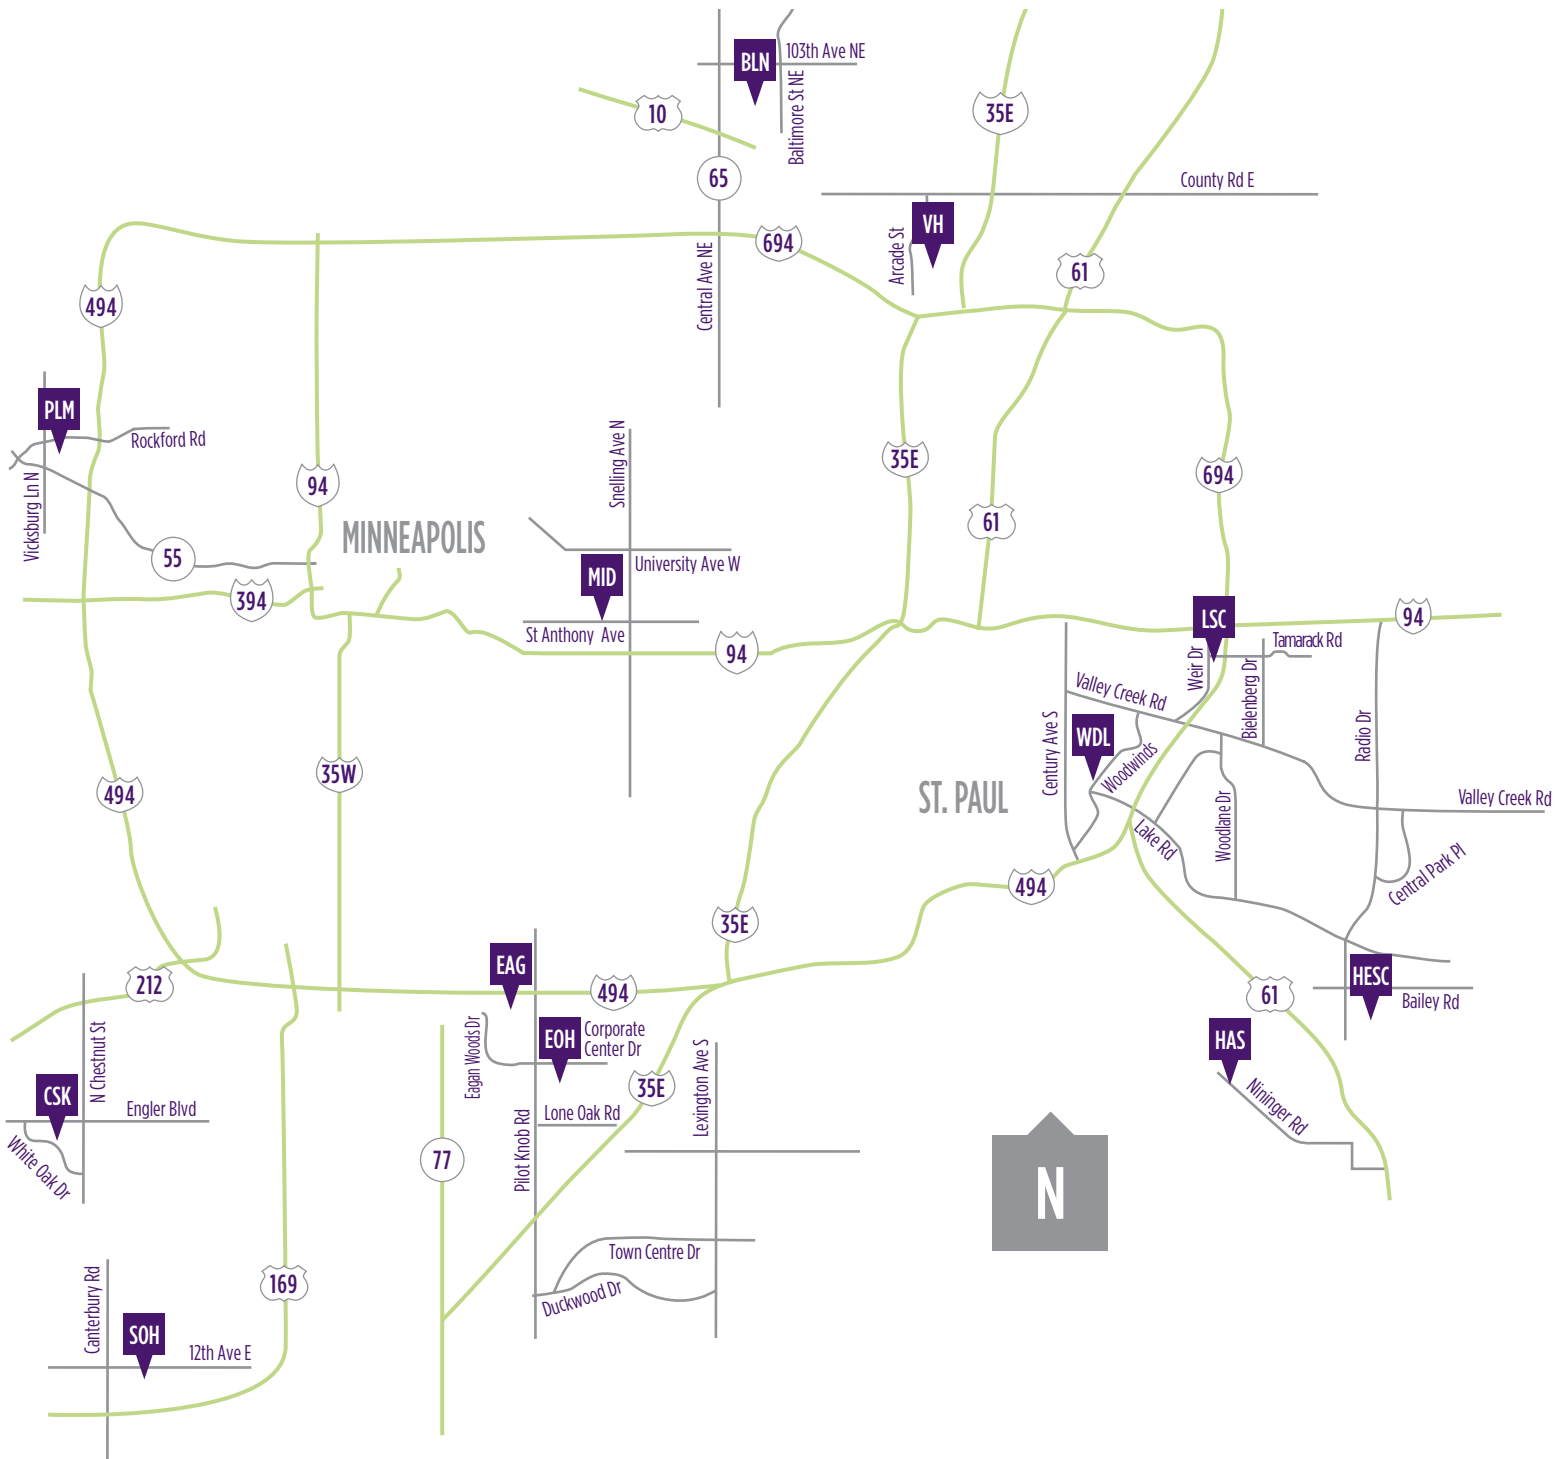 BLN
103th Ave NE
10
Baltimore St NE
35E
65
County Rd E
VH
Arcade St
694
Central Ave NE
61
494
PLM
Rockford Rd
Vicksburg Ln N
94
Snelling Ave N
35E
694
61
MINNEAPOLIS
55
University Ave W
MID
394
St Anthony Ave
94
LSC
94
Tamarack Rd
Weir Dr
Bielenberg Dr
Valley Creek Rd
Century Ave S
WDL
Woodwinds
Radio Dr
35W
494
ST. PAUL
Valley Creek Rd
Woodlane Dr
Lake Rd
Central Park Pl
494
35E
EAG
494
212
HESC
61
Bailey Rd
N Chestnut St
Eagan Woods Dr
EOH
Corporate
Center Dr
HAS
Lexington Ave S
35E
CSK
Engler Blvd
Lone Oak Rd
Nininger Rd
White Oak Dr
77
Pilot Knob Rd
N
Town Centre Dr
Duckwood Dr
169
Canterbury Rd
SOH
12th Ave E